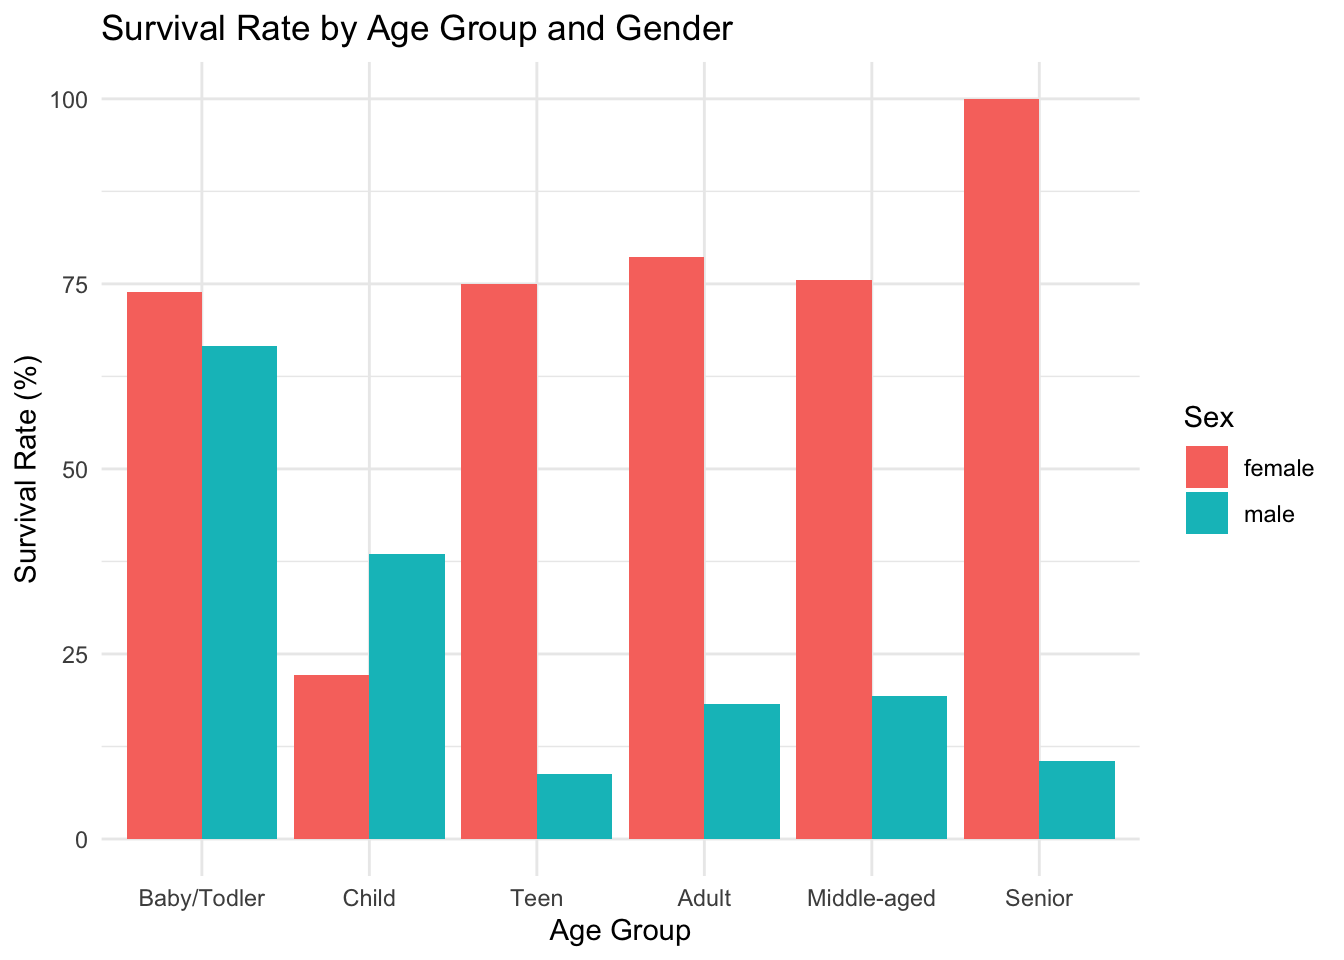 Survival Rate by Age Group and Gender
100
75
50
25
0
Survival Rate (%)
Baby/Todler
Child
Teen
Adult
Middle-aged
Senior
Age Group
Sex
female
male